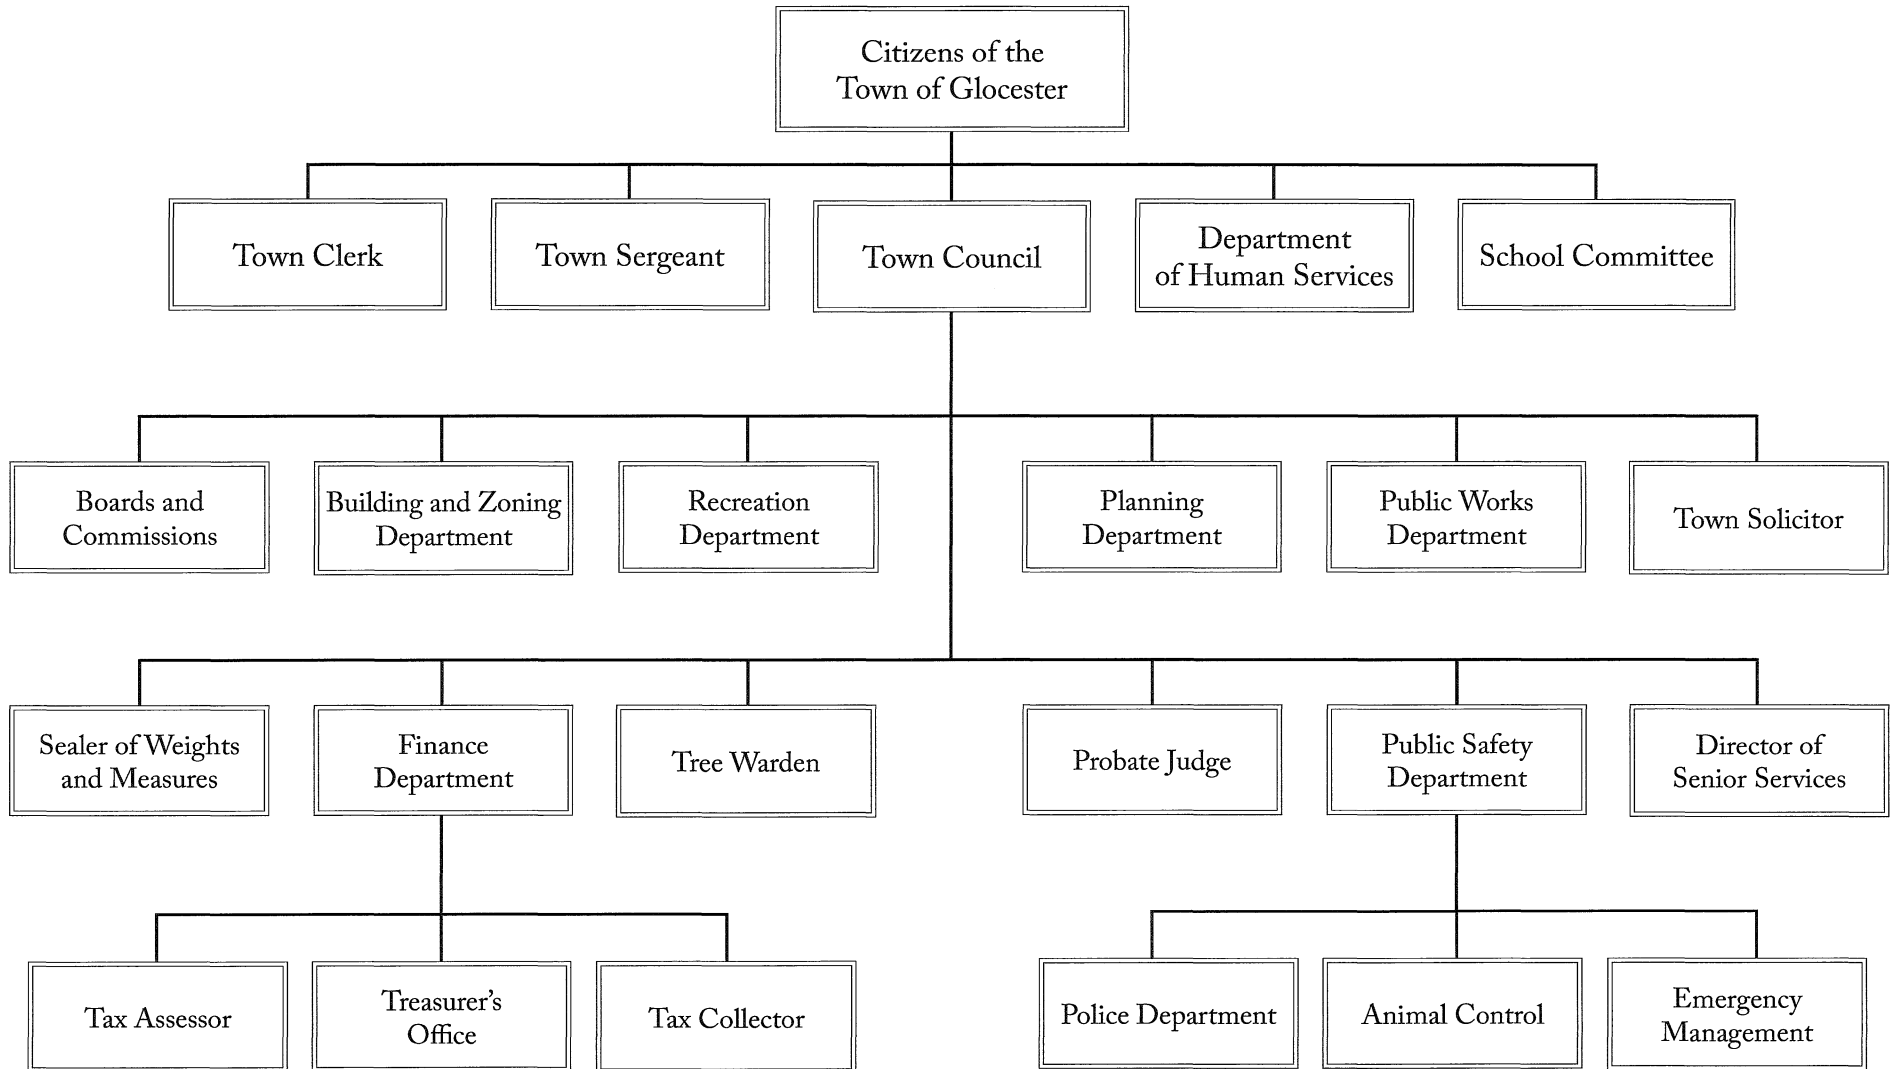 Citizens of the
Town of Glocester
Town Clerk
Town Sergeant
Town Council
Department
of Human Services
School Committee
Boards and
Commissions
Building and Zoning
Department
Recreation
Department
Planning
Department
Public Works
Department
Town Solicitor
Sealer of Weights
and Measures
Finance
Department
Tree Warden
Probate Judge
Public Safety
Department
Director of
Senior Services
Tax Assessor
Treasurer's
Office
Tax Collector
Police Department
Animal Control
Emergency
Management